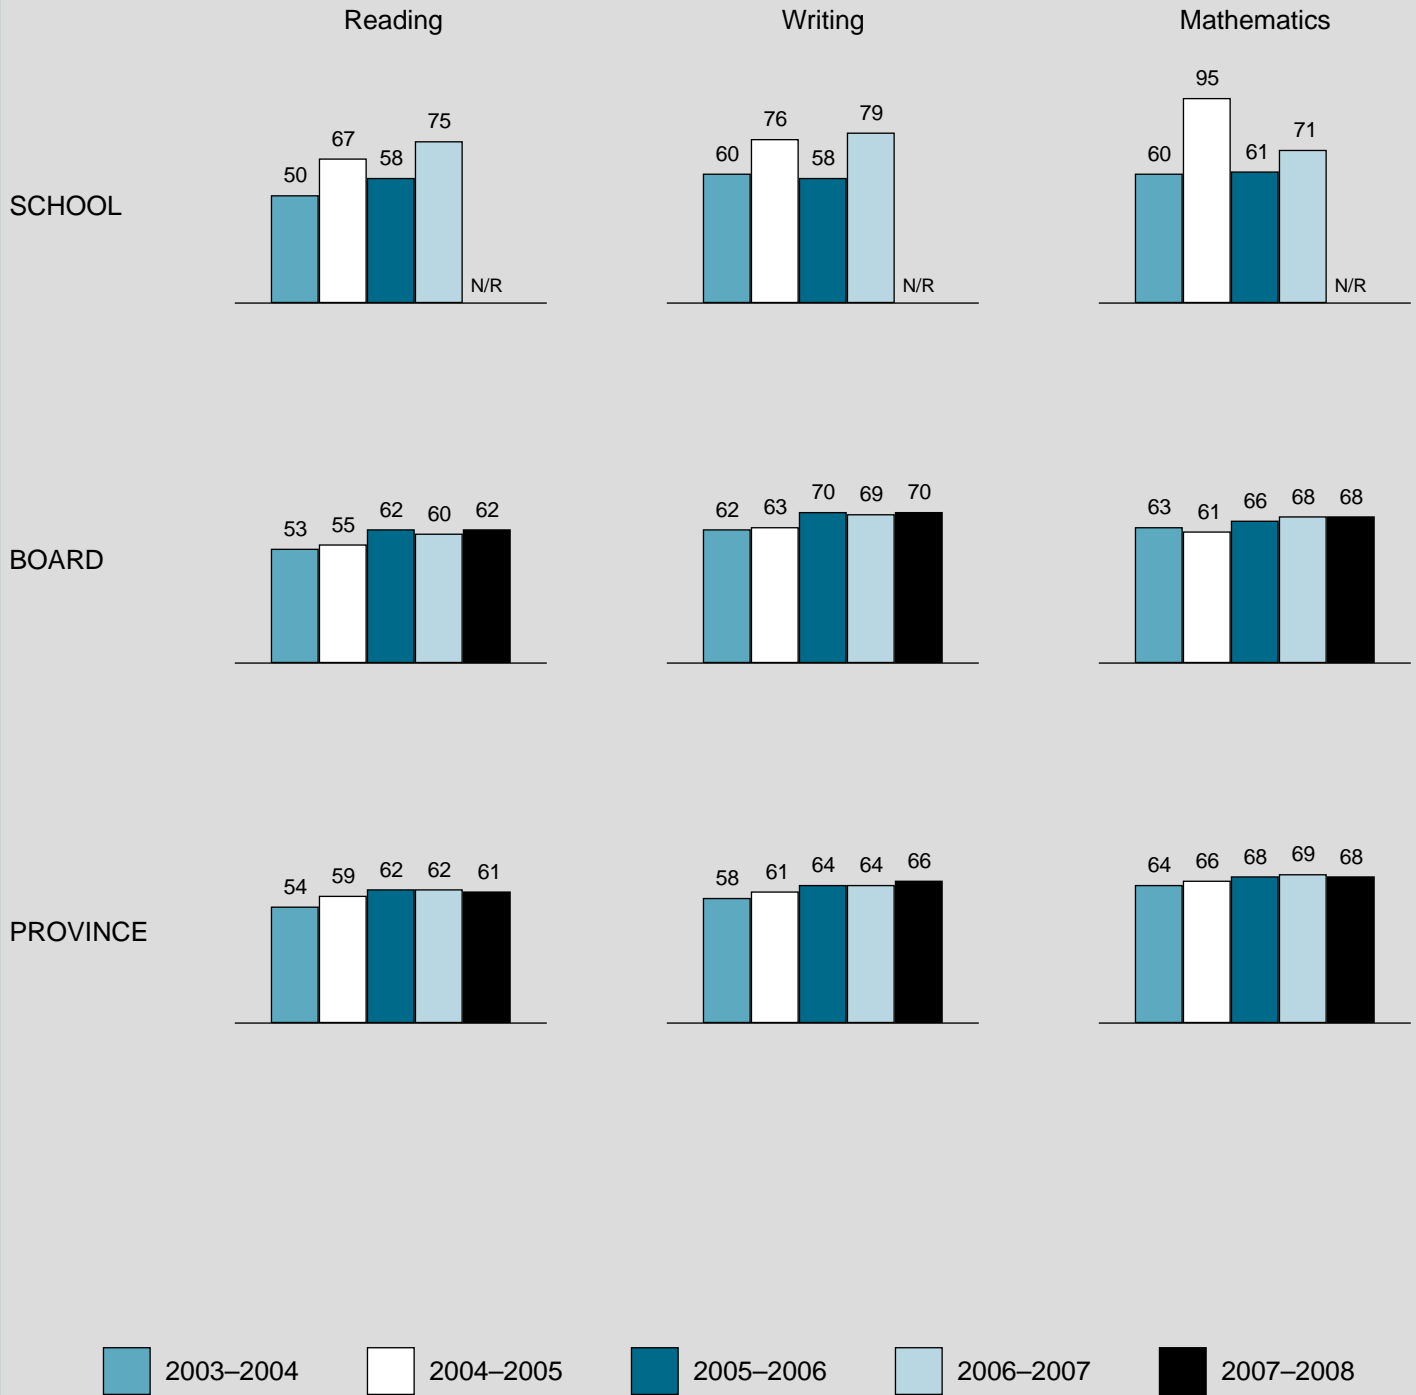 Reading Writing Mathematics
SCHOOL
50 67 58 75 N/R
60 76 58 79 N/R
60 95 61 71 N/R
BOARD
53 55 62 60 62
62 63 70 69 70
63 61 66 68 68
PROVINCE
54 59 62 62 61
58 61 64 64 66
64 66 68 69 68
2003–2004 2004–2005 2005–2006 2006–2007 2007–2008